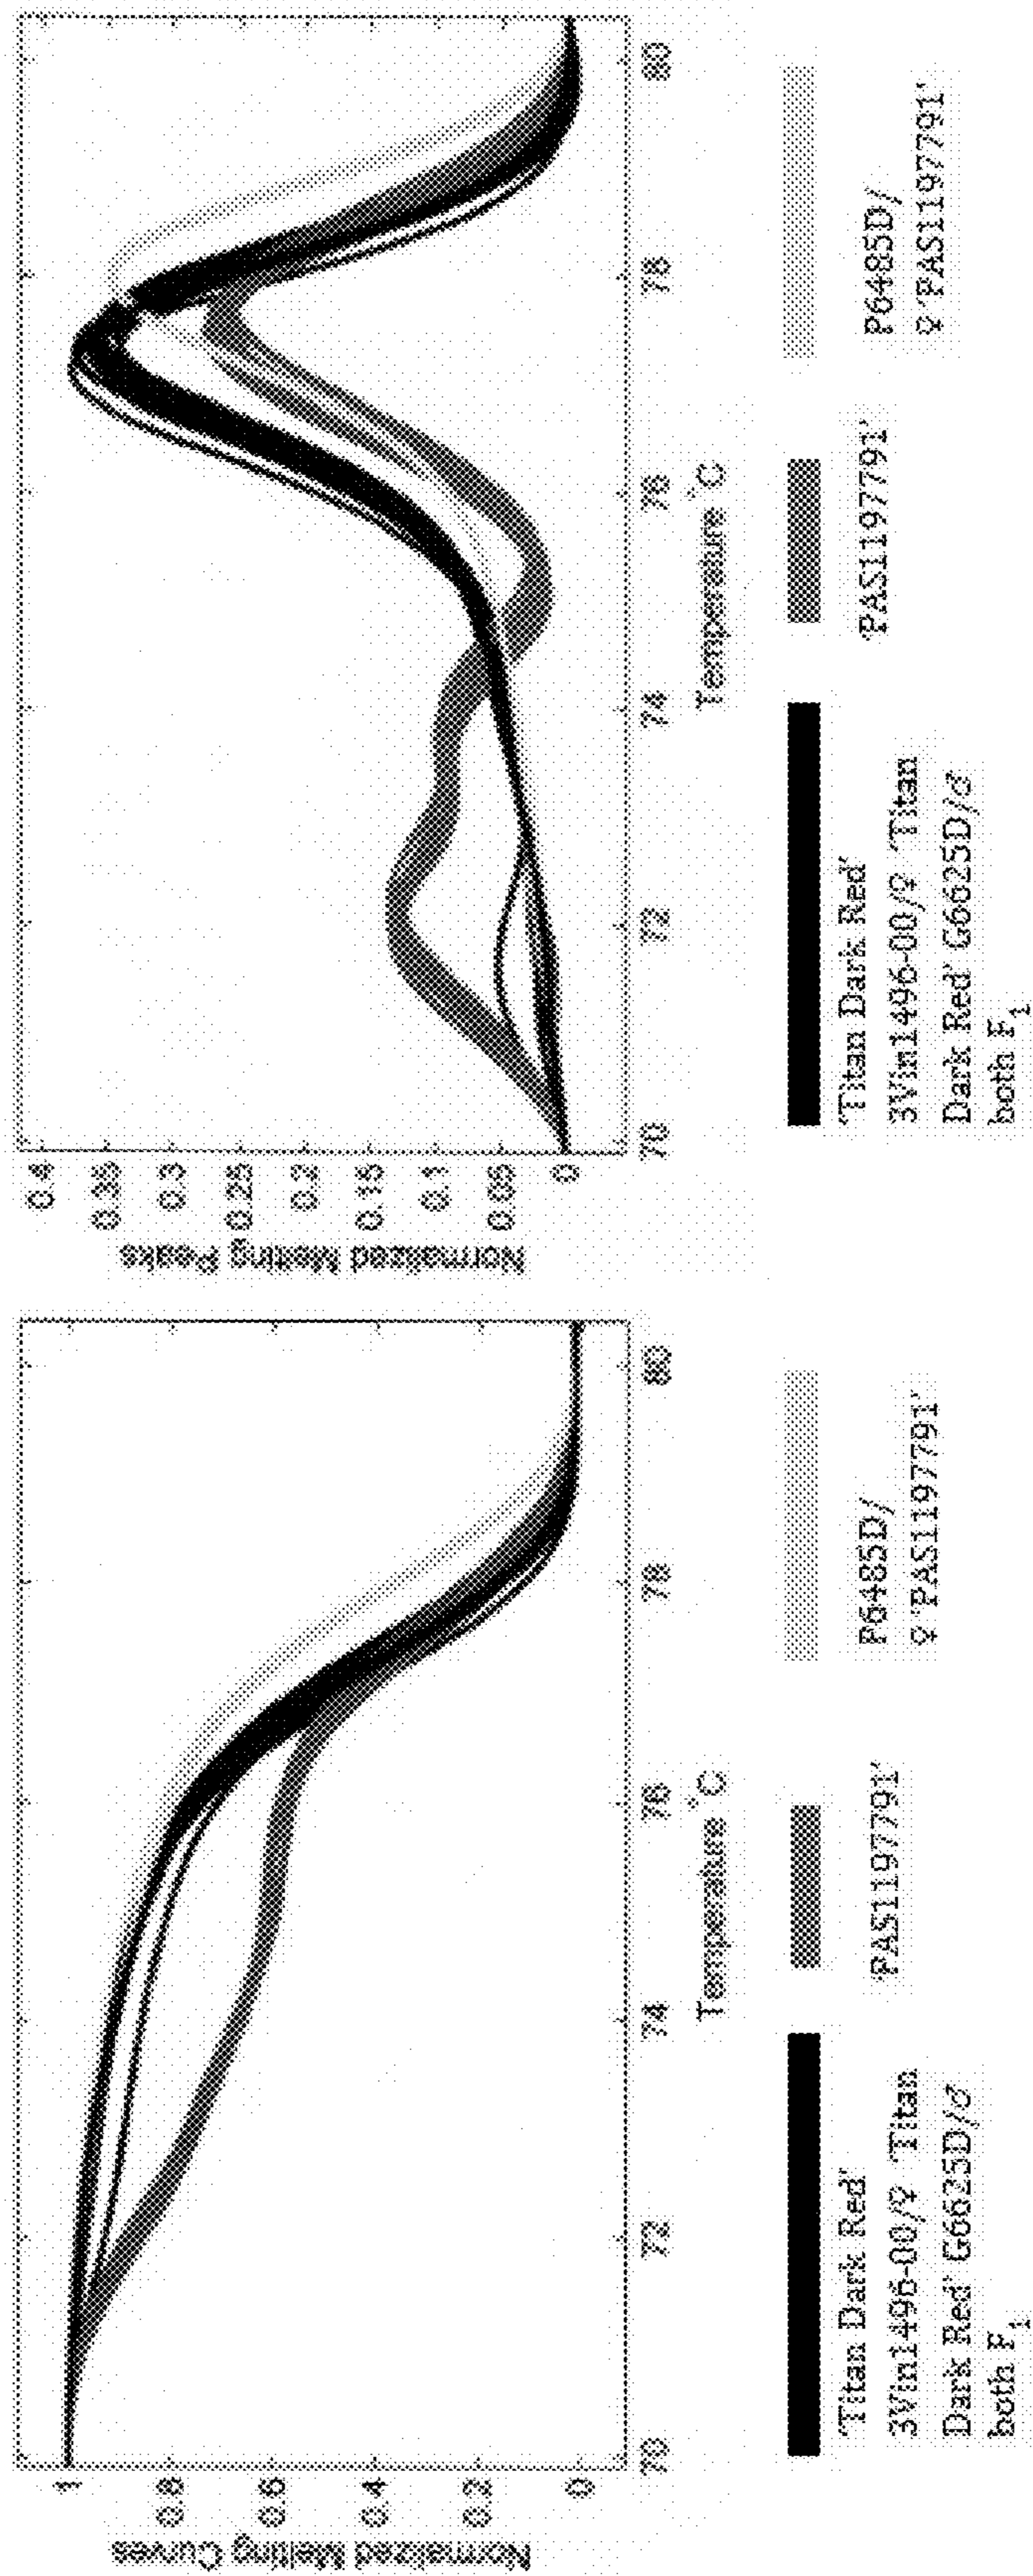 Normalized Melting Curves
1
0.8
0.6
0.4
0.2
0
70
72
74
76
78
80
Temperature °C
'Titan Dark Red'
3Vin1496-00/♀ 'Titan
Dark Red' G6625D/♂
both F1
'PAS1197791'
P6485D/
♀ 'PAS1197791'
Normalized Melting Peaks
0.4
0.35
0.3
0.25
0.2
0.15
0.1
0.05
0
70
72
74
76
78
80
Temperature °C
'Titan Dark Red'
3Vin1496-00/♀ 'Titan
Dark Red' G6625D/♂
both F1
'PAS1197791'
P6485D/
♀ 'PAS1197791'